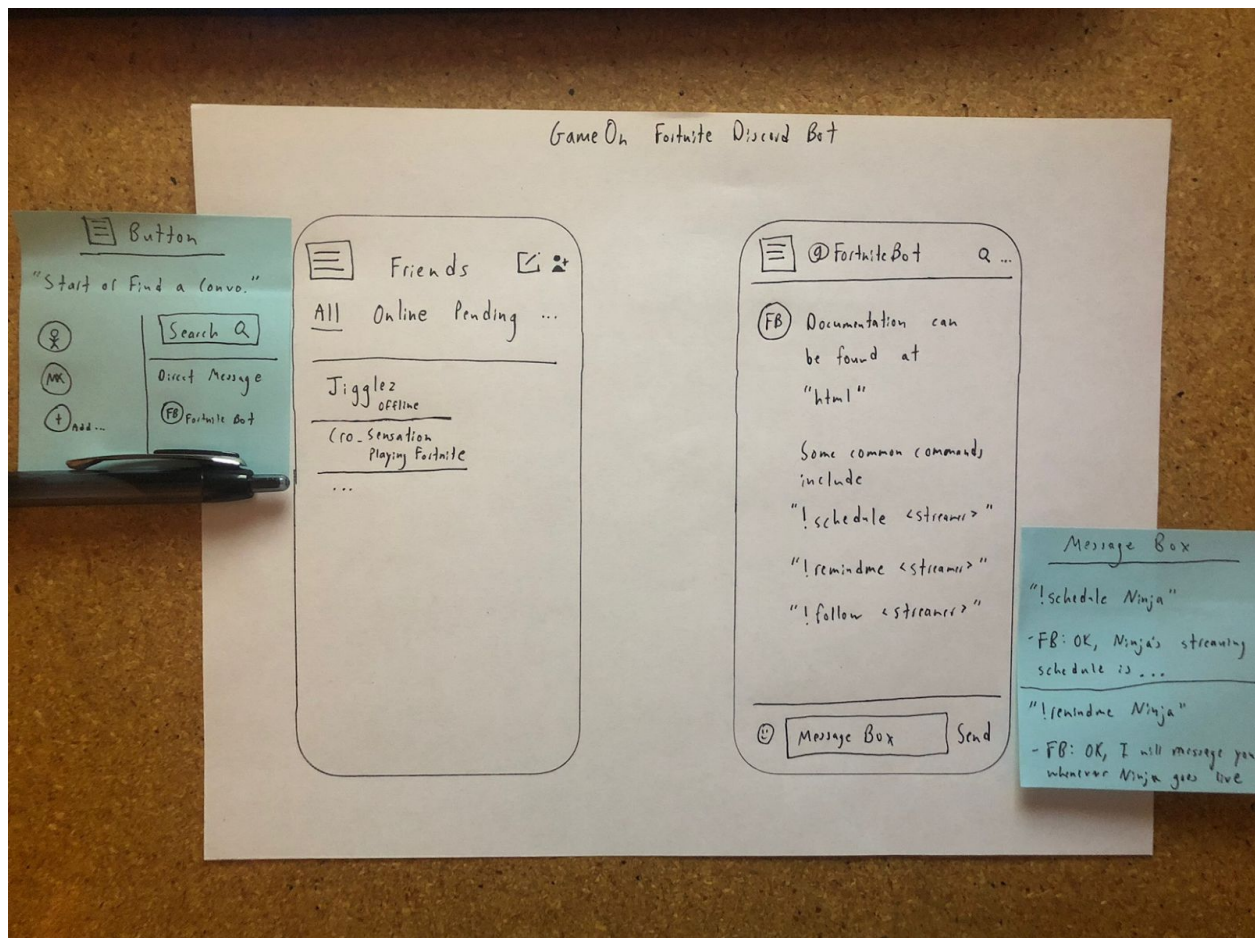 GameOn Fortnite Discord Bot
Button
"Start or Find a Convo."
Search
Direct Message
MK
FB Fortnite Bot
+ Add...
Friends
All Online Pending ...
Jigglez
Offline
Cro_Sensation
Playing Fortnite
...
@FortniteBot ...
FB Documentation can
be found at
"html"
Some common commands
include
"!schedule <streamer>"
"!remindme <streamer>"
"!follow <streamer>"
Message Box Send
Message Box
"!schedule Ninja"
- FB: OK, Ninja's streaming
schedule is ...
"!remindme Ninja"
- FB: OK, I will message you
whenever Ninja goes live